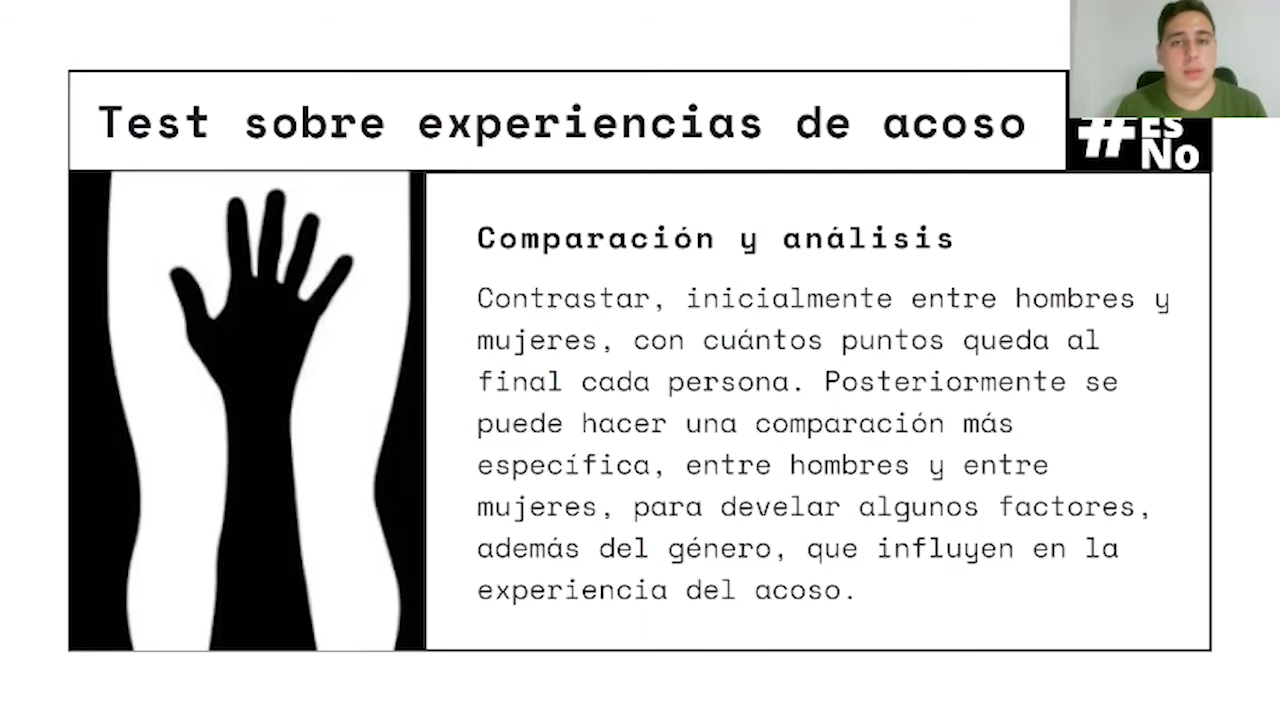 Test sobre experiencias de acoso
#Es
No
Comparación y análisis
Contrastar, inicialmente entre hombres y
mujeres, con cuántos puntos queda al
final cada persona. Posteriormente se
puede hacer una comparación más
específica, entre hombres y entre
mujeres, para develar algunos factores,
además del género, que influyen en la
experiencia del acoso.